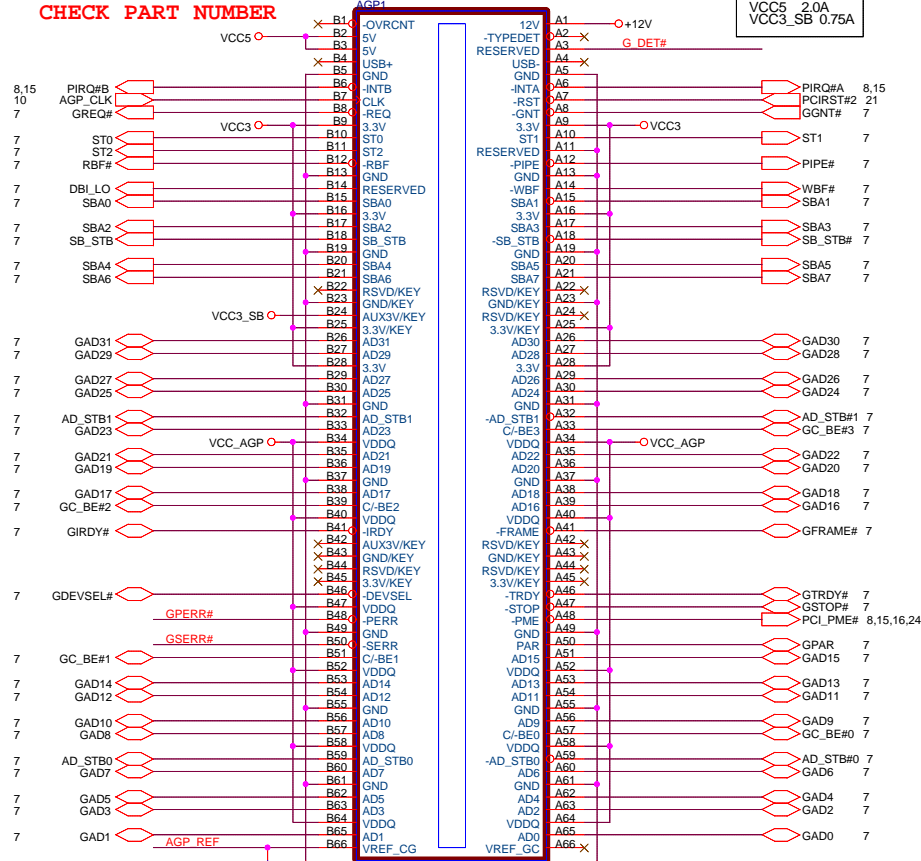 CHECK PART NUMBER
AGP1
VCC5 2.0A
VCC3_SB 0.75A
B1 -OVRCNT 12V A1 +12V
VCC5 B2 5V -TYPEDET A2
B3 5V RESERVED A3 G_DET#
B4 USB+ USB- A4
B5 GND GND A5
8,15 PIRQ#B B6 -INTB -INTA A6 PIRQ#A 8,15
10 AGP_CLK B7 CLK -RST A7 PCIRST#2 21
7 GREQ# B8 -REQ -GNT A8 GGNT# 7
VCC3 B9 3.3V 3.3V A9 VCC3
7 ST0 B10 ST0 ST1 A10 ST1 7
7 ST2 B11 ST2 RESERVED A11
7 RBF# B12 -RBF -PIPE A12 PIPE# 7
B13 GND GND A13
7 DBI_LO B14 RESERVED -WBF A14 WBF# 7
7 SBA0 B15 SBA0 SBA1 A15 SBA1 7
B16 3.3V 3.3V A16
7 SBA2 B17 SBA2 SBA3 A17 SBA3 7
7 SB_STB B18 SB_STB -SB_STB A18 SB_STB# 7
B19 GND GND A19
7 SBA4 B20 SBA4 SBA5 A20 SBA5 7
7 SBA6 B21 SBA6 SBA7 A21 SBA7 7
B22 RSVD/KEY RSVD/KEY A22
B23 GND/KEY GND/KEY A23
VCC3_SB B24 AUX3V/KEY RSVD/KEY A24
B25 3.3V/KEY 3.3V/KEY A25
7 GAD31 B26 AD31 AD30 A26 GAD30 7
7 GAD29 B27 AD29 AD28 A27 GAD28 7
B28 3.3V 3.3V A28
7 GAD27 B29 AD27 AD26 A29 GAD26 7
7 GAD25 B30 AD25 AD24 A30 GAD24 7
B31 GND GND A31
7 AD_STB1 B32 AD_STB1 -AD_STB1 A32 AD_STB#1 7
7 GAD23 B33 AD23 C/-BE3 A33 GC_BE#3 7
VCC_AGP B34 VDDQ VDDQ A34 VCC_AGP
7 GAD21 B35 AD21 AD22 A35 GAD22 7
7 GAD19 B36 AD19 AD20 A36 GAD20 7
B37 GND GND A37
7 GAD17 B38 AD17 AD18 A38 GAD18 7
7 GC_BE#2 B39 C/-BE2 AD16 A39 GAD16 7
B40 VDDQ VDDQ A40
7 GIRDY# B41 -IRDY -FRAME A41 GFRAME# 7
B42 AUX3V/KEY RSVD/KEY A42
B43 GND/KEY GND/KEY A43
B44 RSVD/KEY RSVD/KEY A44
B45 3.3V/KEY 3.3V/KEY A45
7 GDEVSEL# B46 -DEVSEL -TRDY A46 GTRDY# 7
B47 VDDQ -STOP A47 GSTOP# 7
GPERR# B48 -PERR -PME A48 PCI_PME# 8,15,16,24
B49 GND GND A49
GSERR# B50 -SERR PAR A50 GPAR 7
7 GC_BE#1 B51 C/-BE1 AD15 A51 GAD15 7
B52 VDDQ VDDQ A52
7 GAD14 B53 AD14 AD13 A53 GAD13 7
7 GAD12 B54 AD12 AD11 A54 GAD11 7
B55 GND GND A55
7 GAD10 B56 AD10 AD9 A56 GAD9 7
7 GAD8 B57 AD8 C/-BE0 A57 GC_BE#0 7
B58 VDDQ VDDQ A58
7 AD_STB0 B59 AD_STB0 -AD_STB0 A59 AD_STB#0 7
7 GAD7 B60 AD7 AD6 A60 GAD6 7
B61 GND GND A61
7 GAD5 B62 AD5 AD4 A62 GAD4 7
7 GAD3 B63 AD3 AD2 A63 GAD2 7
B64 VDDQ VDDQ A64
7 GAD1 B65 AD1 AD0 A65 GAD0 7
AGP_REF B66 VREF_CG VREF_GC A66